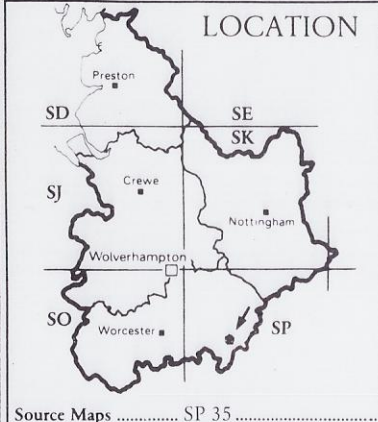 LOCATION
Preston
SD
SE
SK
SJ
Crewe
Nottingham
Wolverhampton
SO
Worcester
SP
Source Maps ............. SP 35 .......................